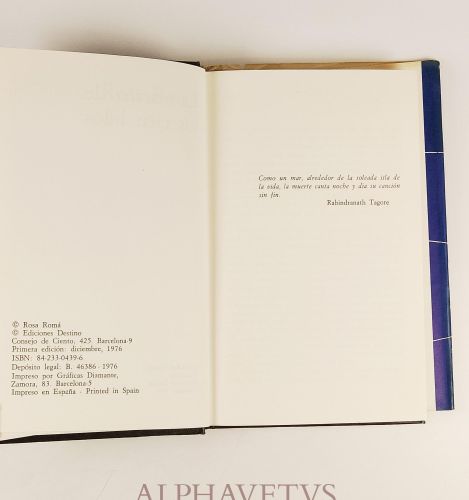 © Rosa Romá
© Ediciones Destino
Consejo de Ciento, 425. Barcelona-9
Primera edición: diciembre, 1976
ISBN: 84-233-0439-6
Depósito legal: B. 46386 - 1976
Impreso por Gráficas Diamante,
Zamora, 83. Barcelona-5
Impreso en España - Printed in Spain
Como un mar, alrededor de la soleada isla de
la vida, la muerte canta noche y día su canción
sin fin.
Rabindranath Tagore
ALPHAVETVS